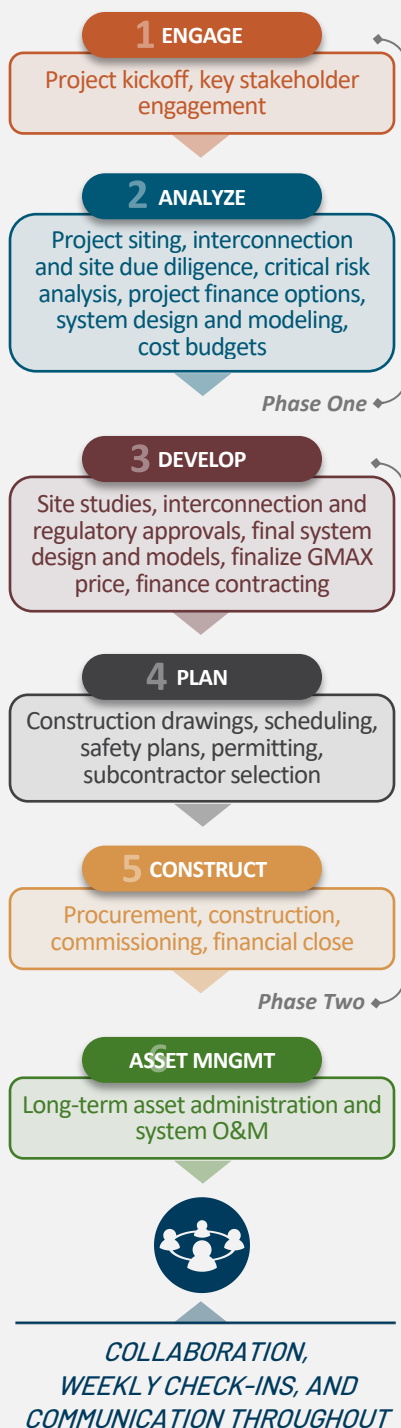 1 ENGAGE
Project kickoff, key stakeholder
engagement
2 ANALYZE
Project siting, interconnection
and site due diligence, critical risk
analysis, project finance options,
system design and modeling,
cost budgets
Phase One
3 DEVELOP
Site studies, interconnection and
regulatory approvals, final system
design and models, finalize GMAX
price, finance contracting
4 PLAN
Construction drawings, scheduling,
safety plans, permitting,
subcontractor selection
5 CONSTRUCT
Procurement, construction,
commissioning, financial close
Phase Two
6 ASSET MNGMT
Long-term asset administration and
system O&M
COLLABORATION,
WEEKLY CHECK-INS, AND
COMMUNICATION THROUGHOUT